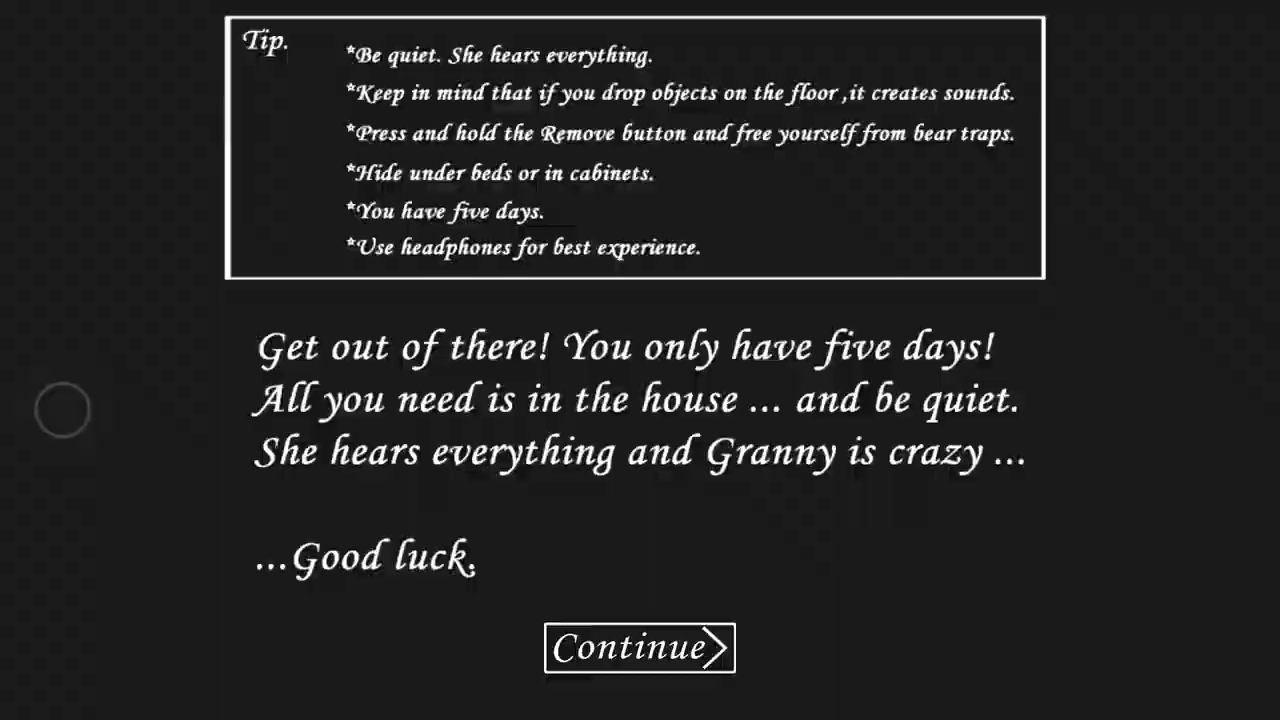 Tip.
*Be quiet. She hears everything.
*Keep in mind that if you drop objects on the floor ,it creates sounds.
*Press and hold the Remove button and free yourself from bear traps.
*Hide under beds or in cabinets.
*You have five days.
*Use headphones for best experience.
Get out of there! You only have five days!
All you need is in the house ... and be quiet.
She hears everything and Granny is crazy ...
...Good luck.
Continue